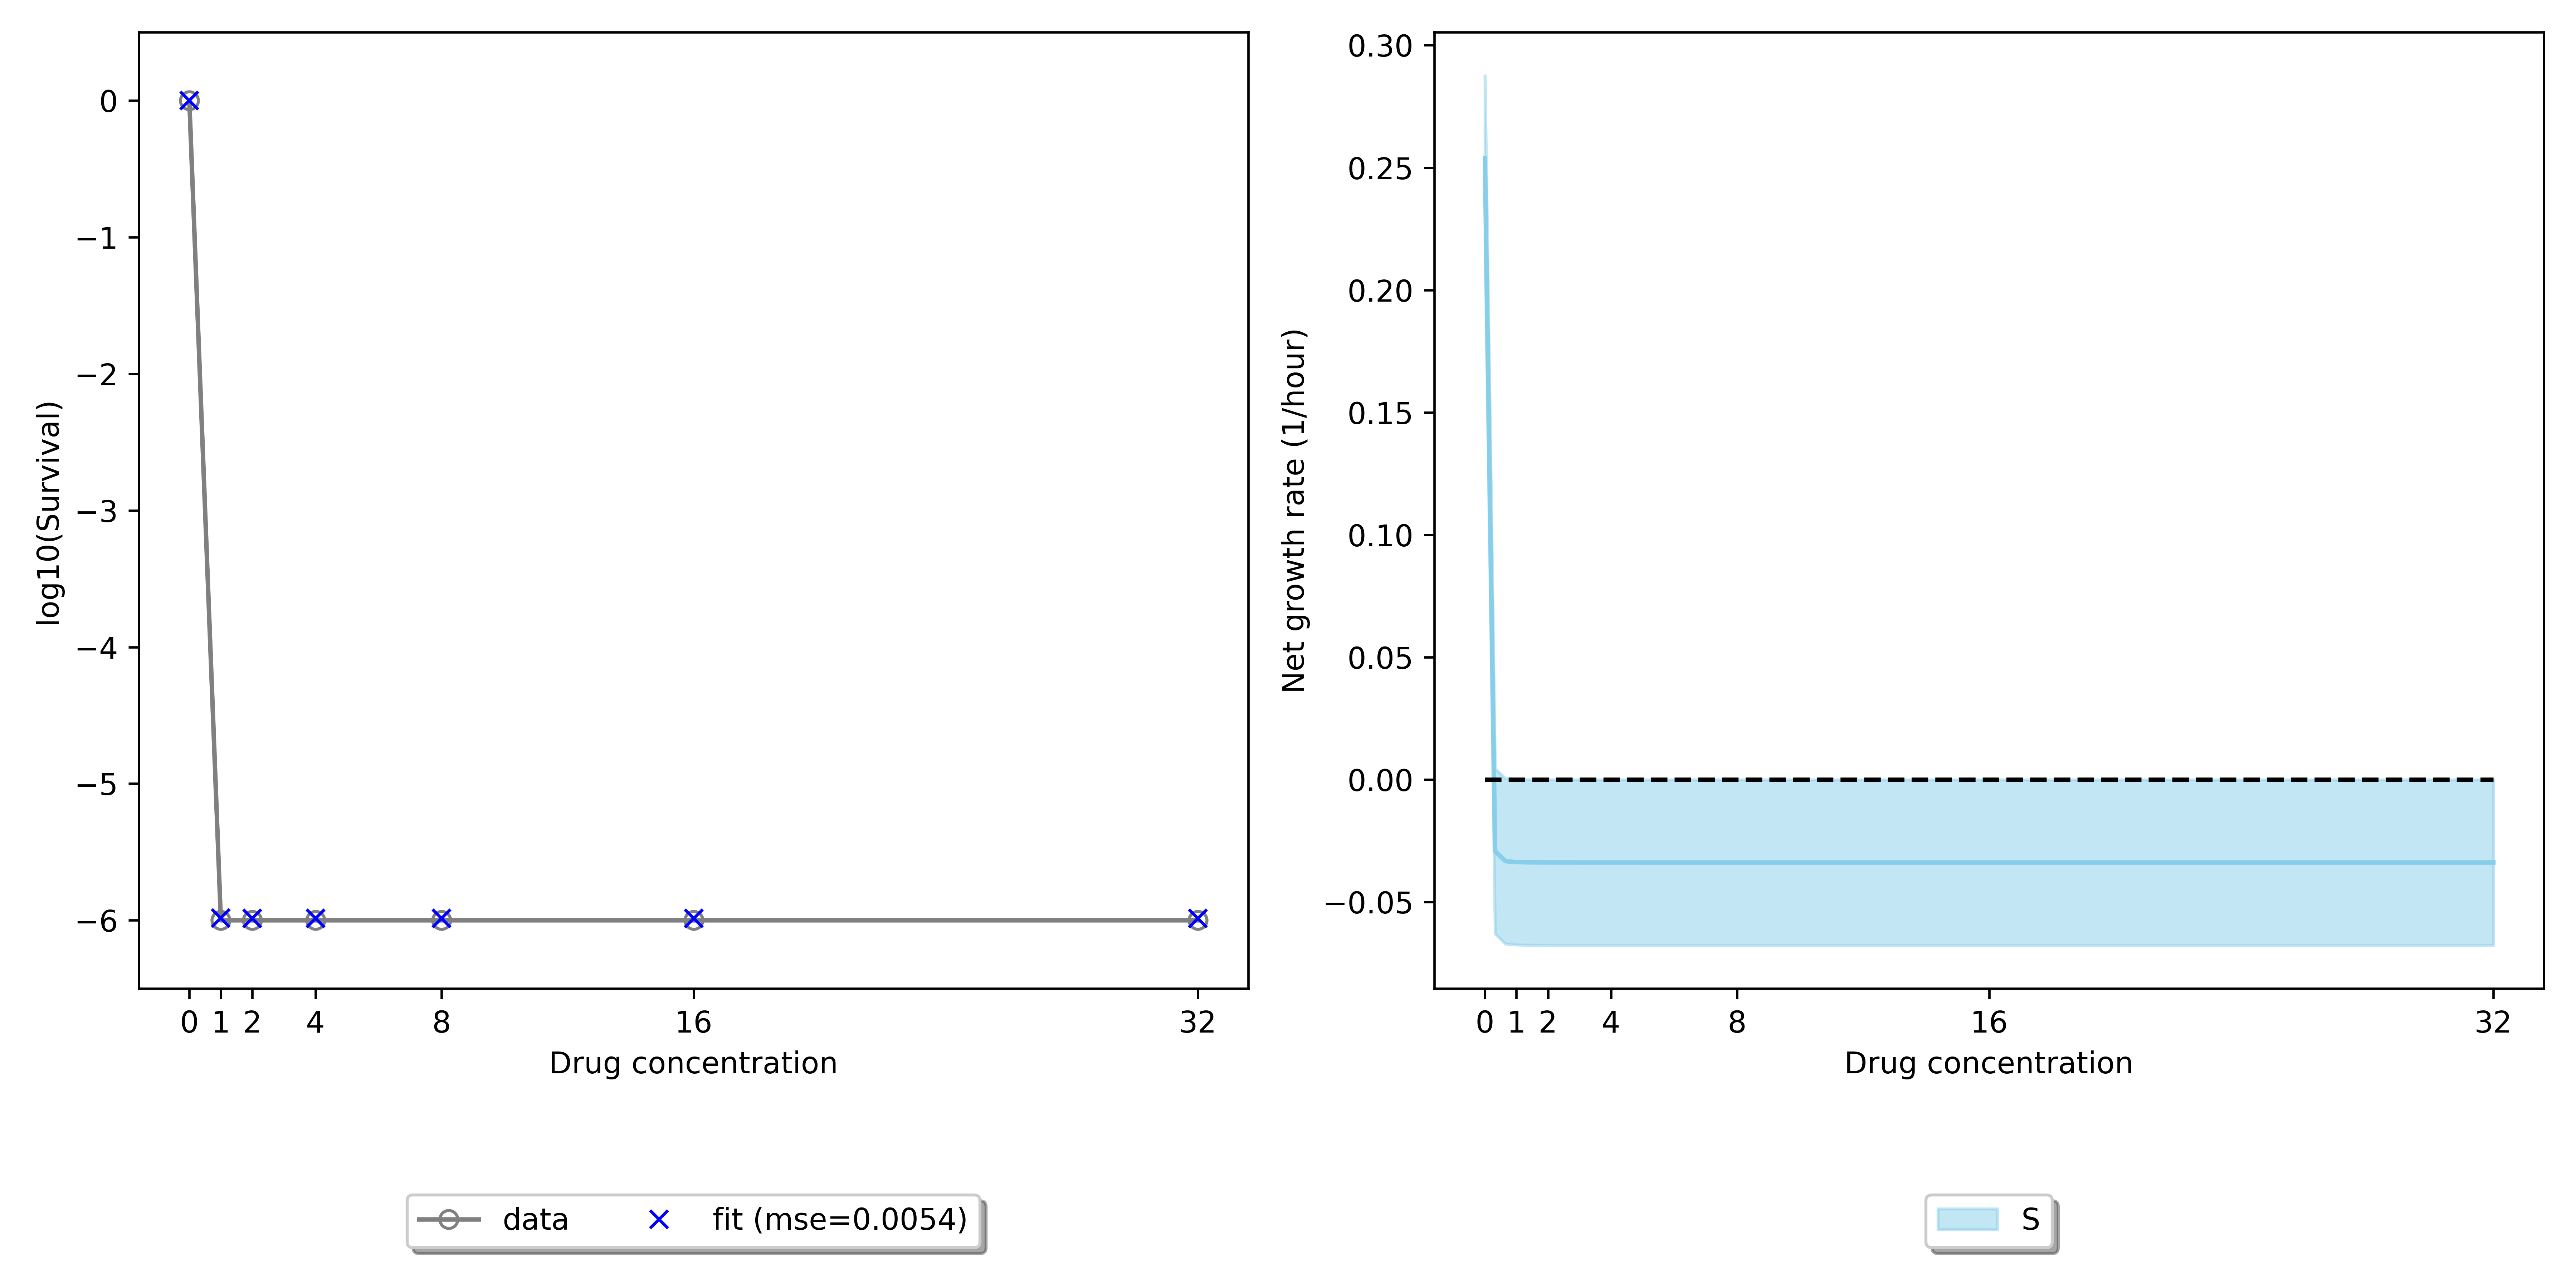 log10(Survival)
0
−1
−2
−3
−4
−5
−6
0 1 2 4 8 16 32
Drug concentration
data fit (mse=0.0054)
Net growth rate (1/hour)
0.30
0.25
0.20
0.15
0.10
0.05
0.00
−0.05
0 1 2 4 8 16 32
Drug concentration
S